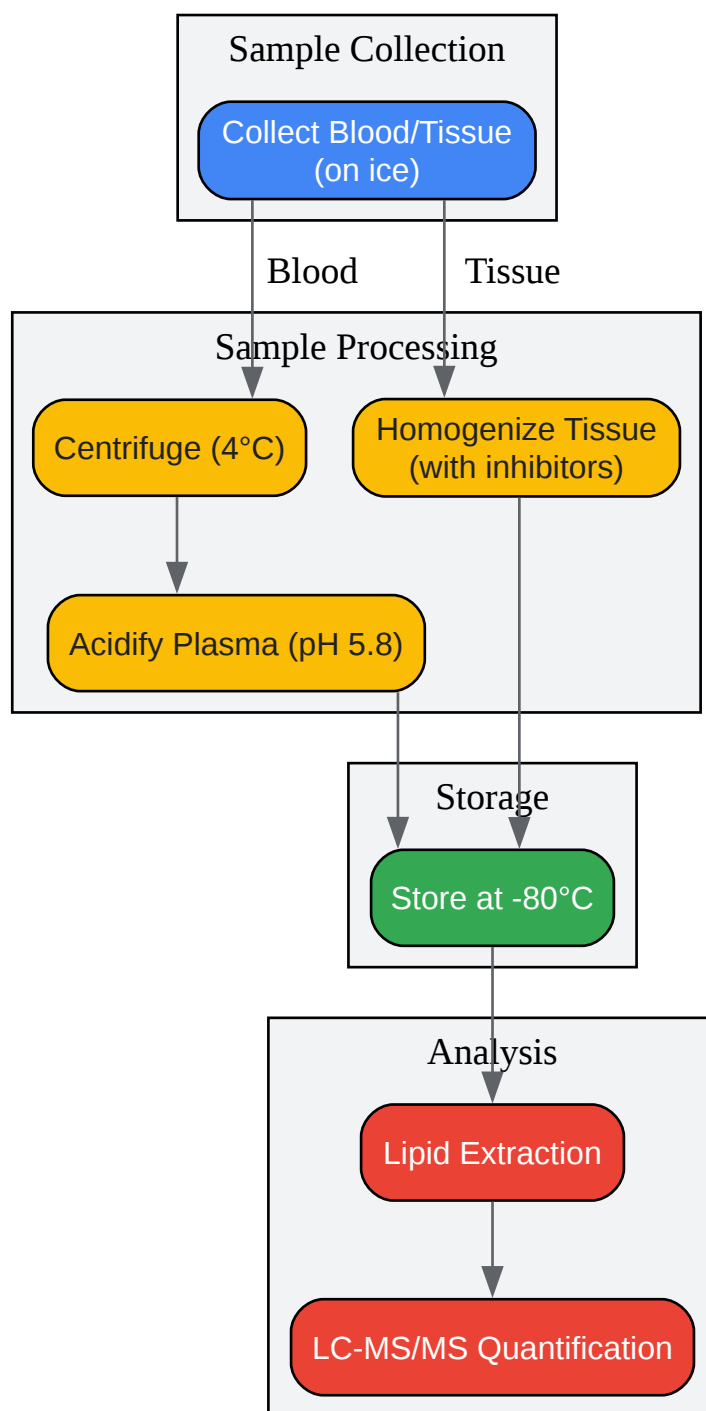 Sample Collection
Collect Blood/Tissue
(on ice)
Blood
Tissue
Sample Processing
Centrifuge (4°C)
Homogenize Tissue
(with inhibitors)
Acidify Plasma (pH 5.8)
Storage
Store at -80°C
Analysis
Lipid Extraction
LC-MS/MS Quantification